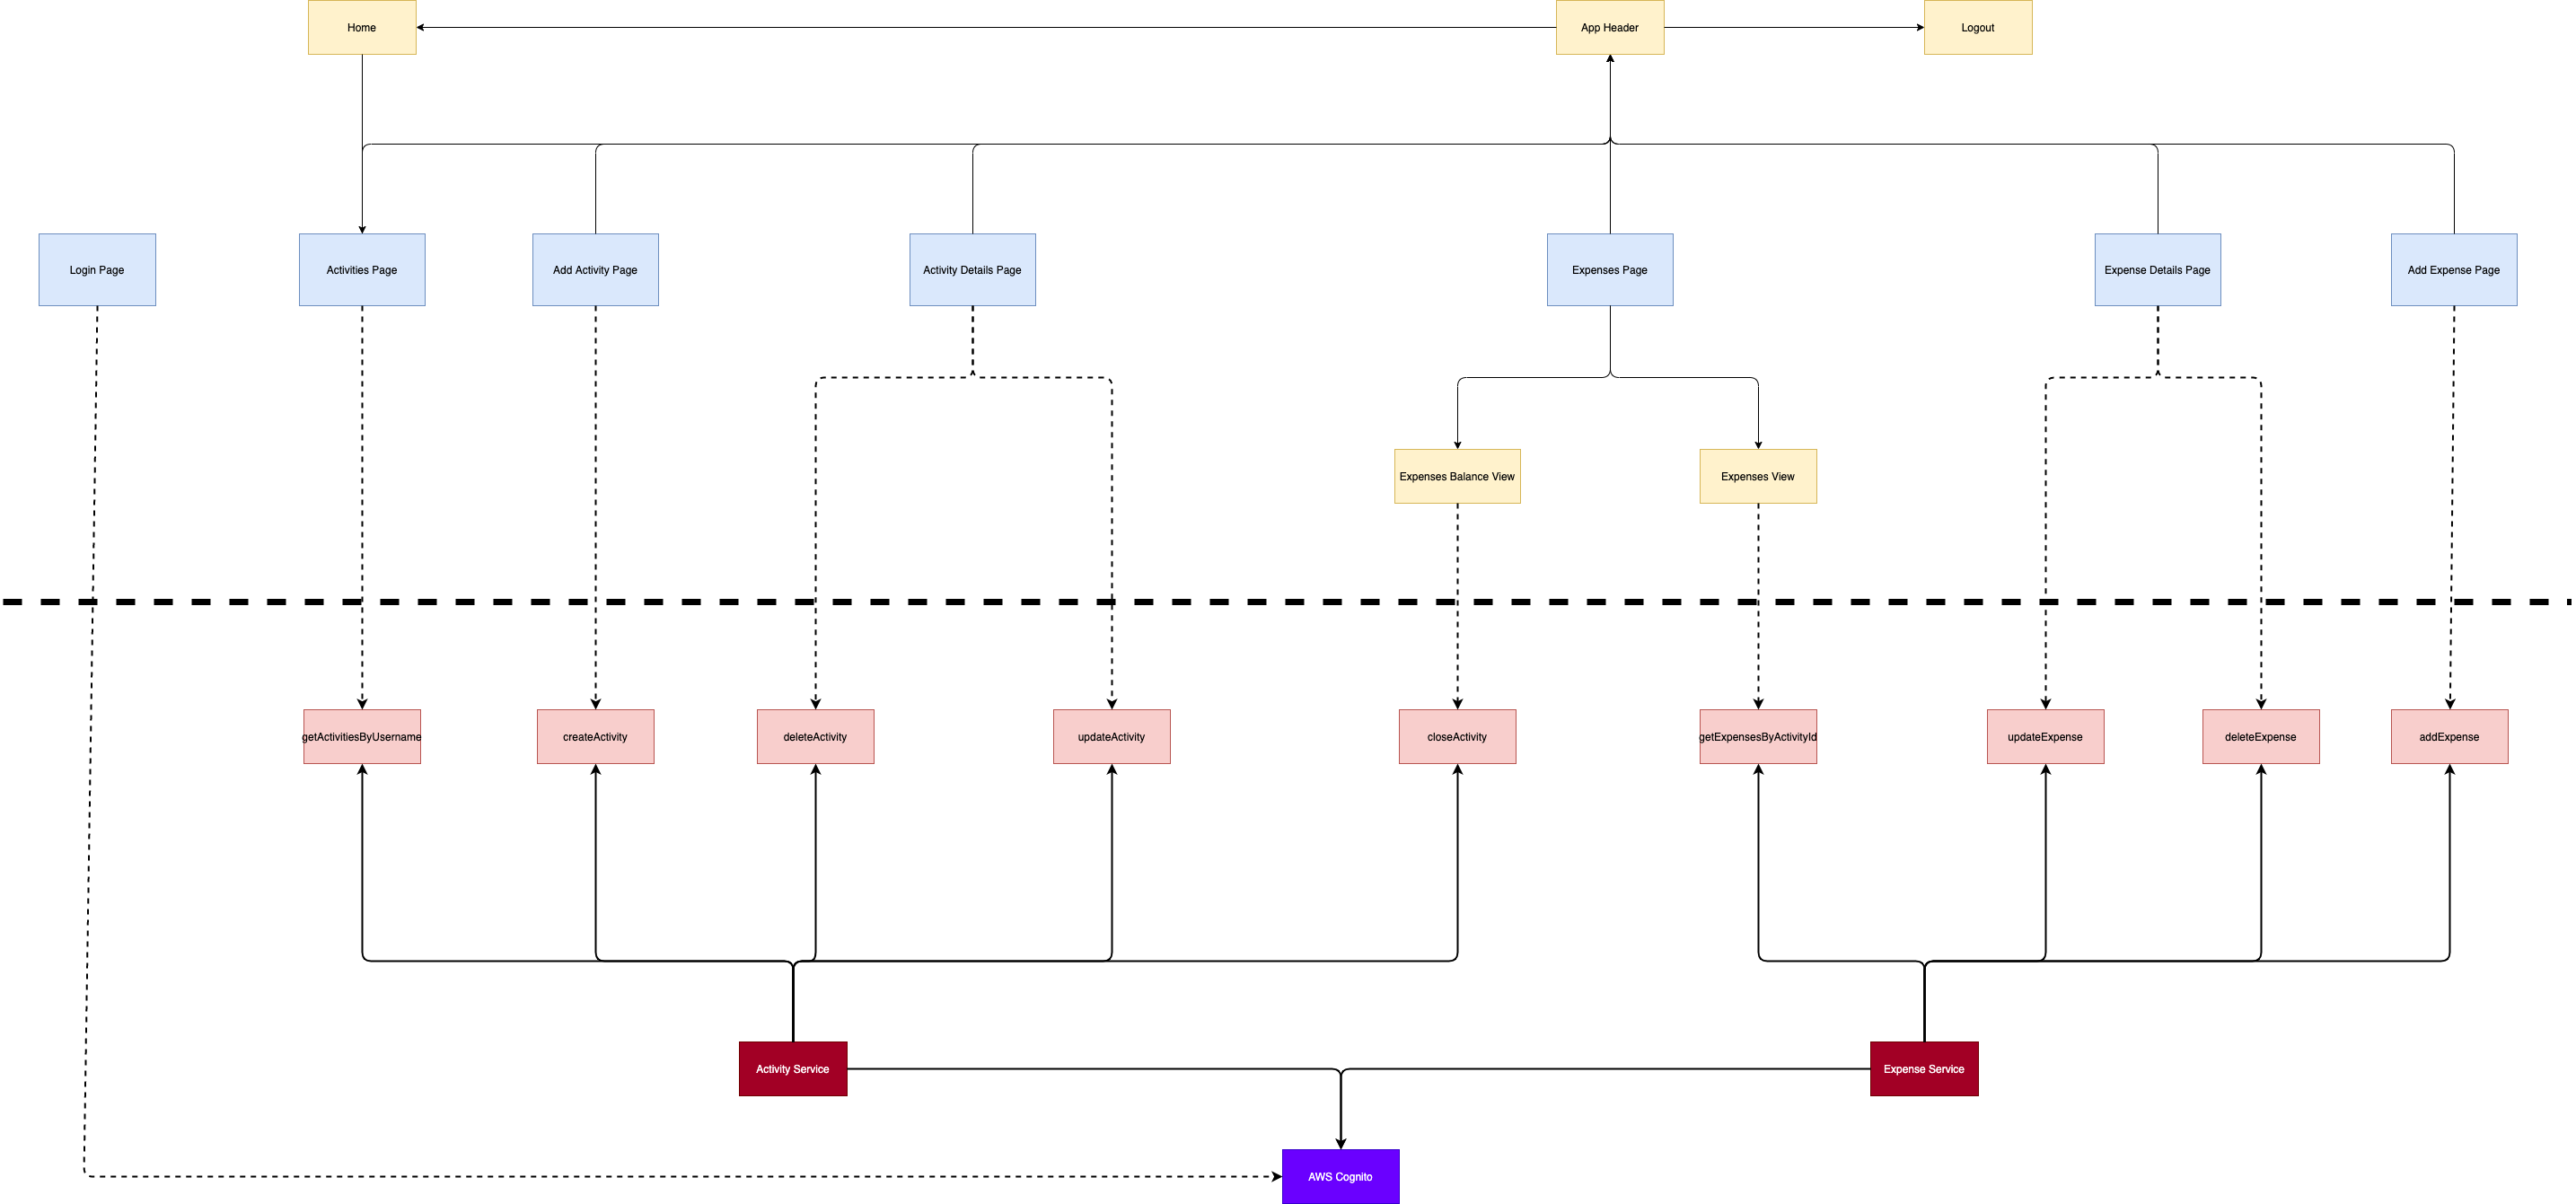 Home
App Header
Logout
Login Page
Activities Page
Add Activity Page
Activity Details Page
Expenses Page
Expense Details Page
Add Expense Page
Expenses Balance View
Expenses View
getActivitiesByUsername
createActivity
deleteActivity
updateActivity
closeActivity
getExpensesByActivityId
updateExpense
deleteExpense
addExpense
Activity Service
Expense Service
AWS Cognito